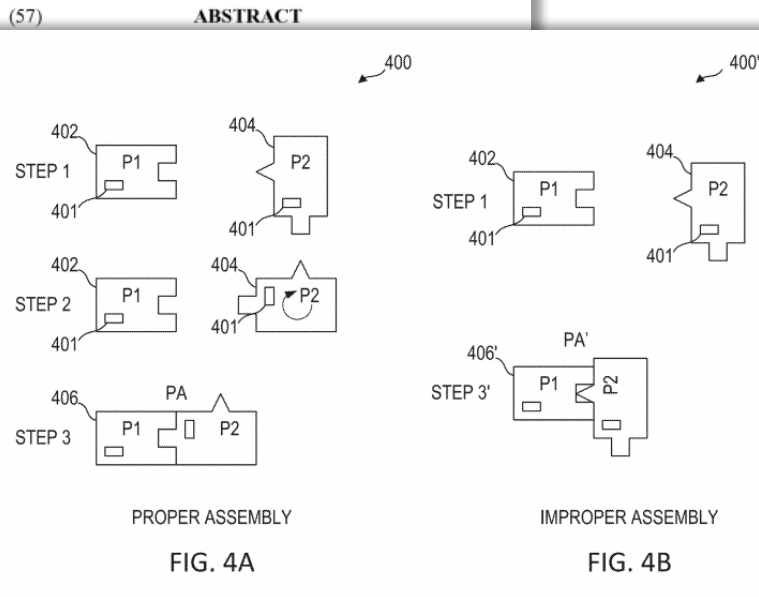 (57) ABSTRACT
400
402
P1
STEP 1
401
404
P2
401
402
P1
STEP 2
401
404
P2
401
406
PA
STEP 3
P1
P2
PROPER ASSEMBLY
FIG. 4A
400'
402
P1
STEP 1
401
404
P2
401
PA'
406'
STEP 3'
P1
P2
IMPROPER ASSEMBLY
FIG. 4B